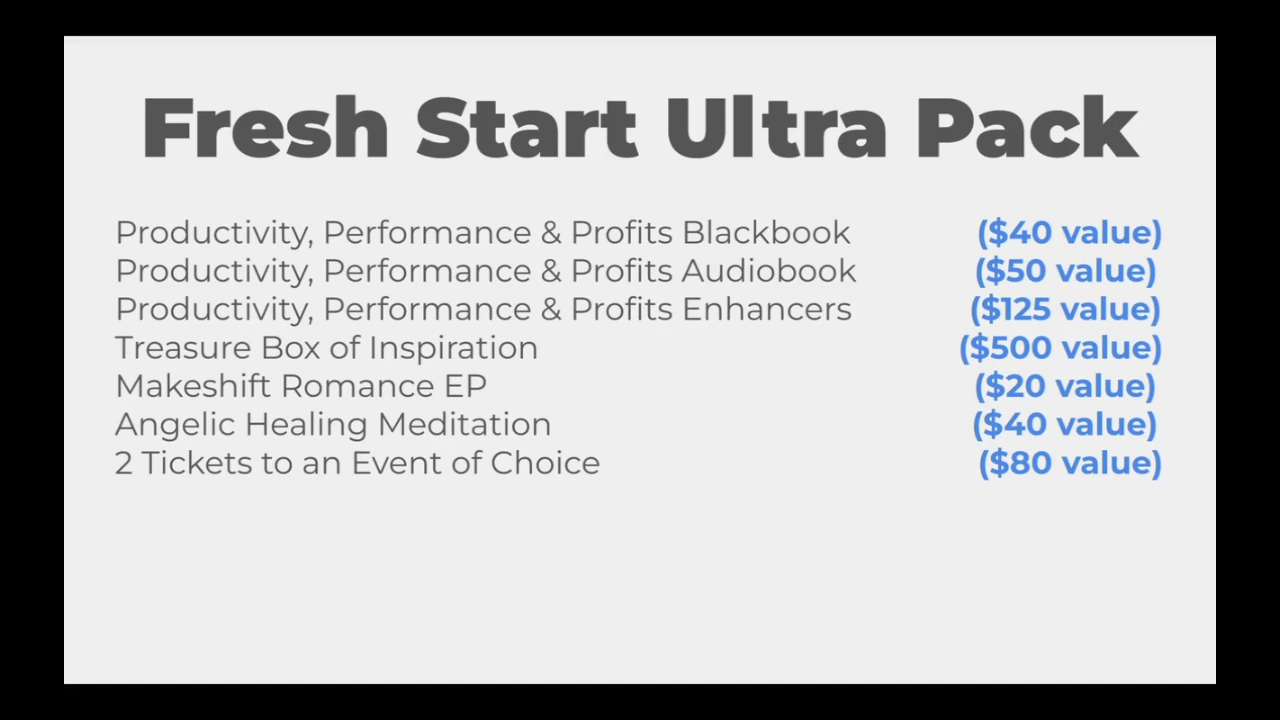 Fresh Start Ultra Pack
Productivity, Performance & Profits Blackbook ($40 value)
Productivity, Performance & Profits Audiobook ($50 value)
Productivity, Performance & Profits Enhancers ($125 value)
Treasure Box of Inspiration ($500 value)
Makeshift Romance EP ($20 value)
Angelic Healing Meditation ($40 value)
2 Tickets to an Event of Choice ($80 value)